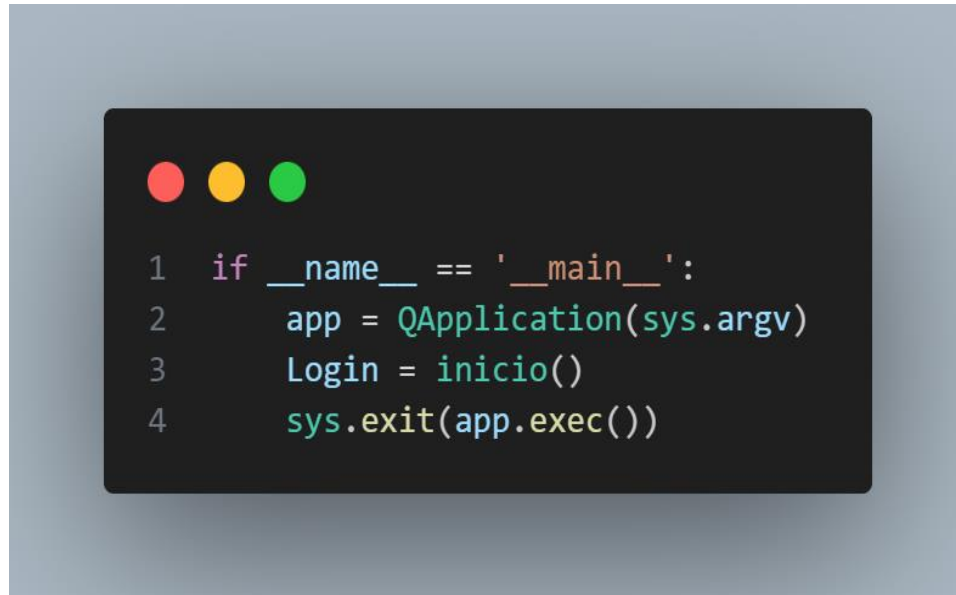 1 if __name__ == '__main__':
2 app = QApplication(sys.argv)
3 Login = inicio()
4 sys.exit(app.exec())